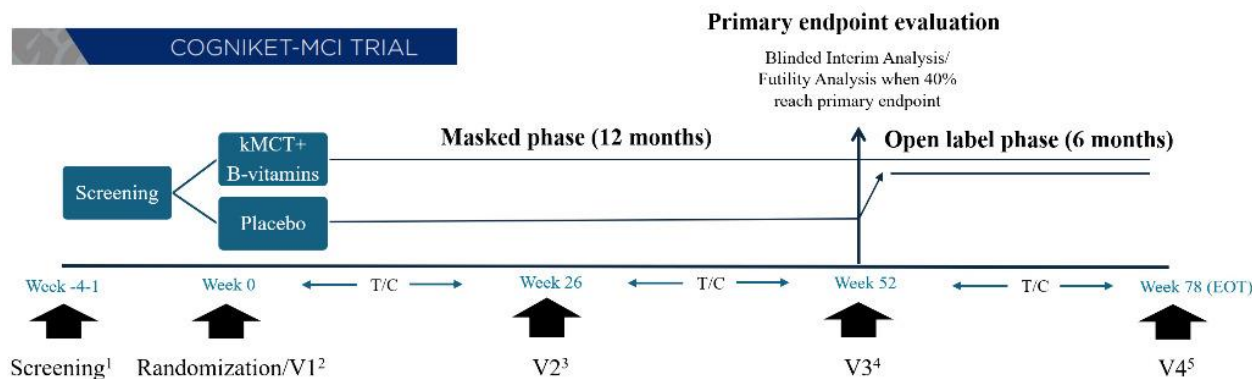 Primary endpoint evaluation
COGNIKET-MCI TRIAL
Blinded Interim Analysis/
Futility Analysis when 40%
reach primary endpoint
kMCT+
B-vitamins
Masked phase (12 months)
Open label phase (6 months)
Screening
Placebo
Week -4-1
Week 0
T/C
Week 26
T/C
Week 52
T/C
Week 78 (EOT)
Screening¹
Randomization/V1²
V2³
V3⁴
V4⁵